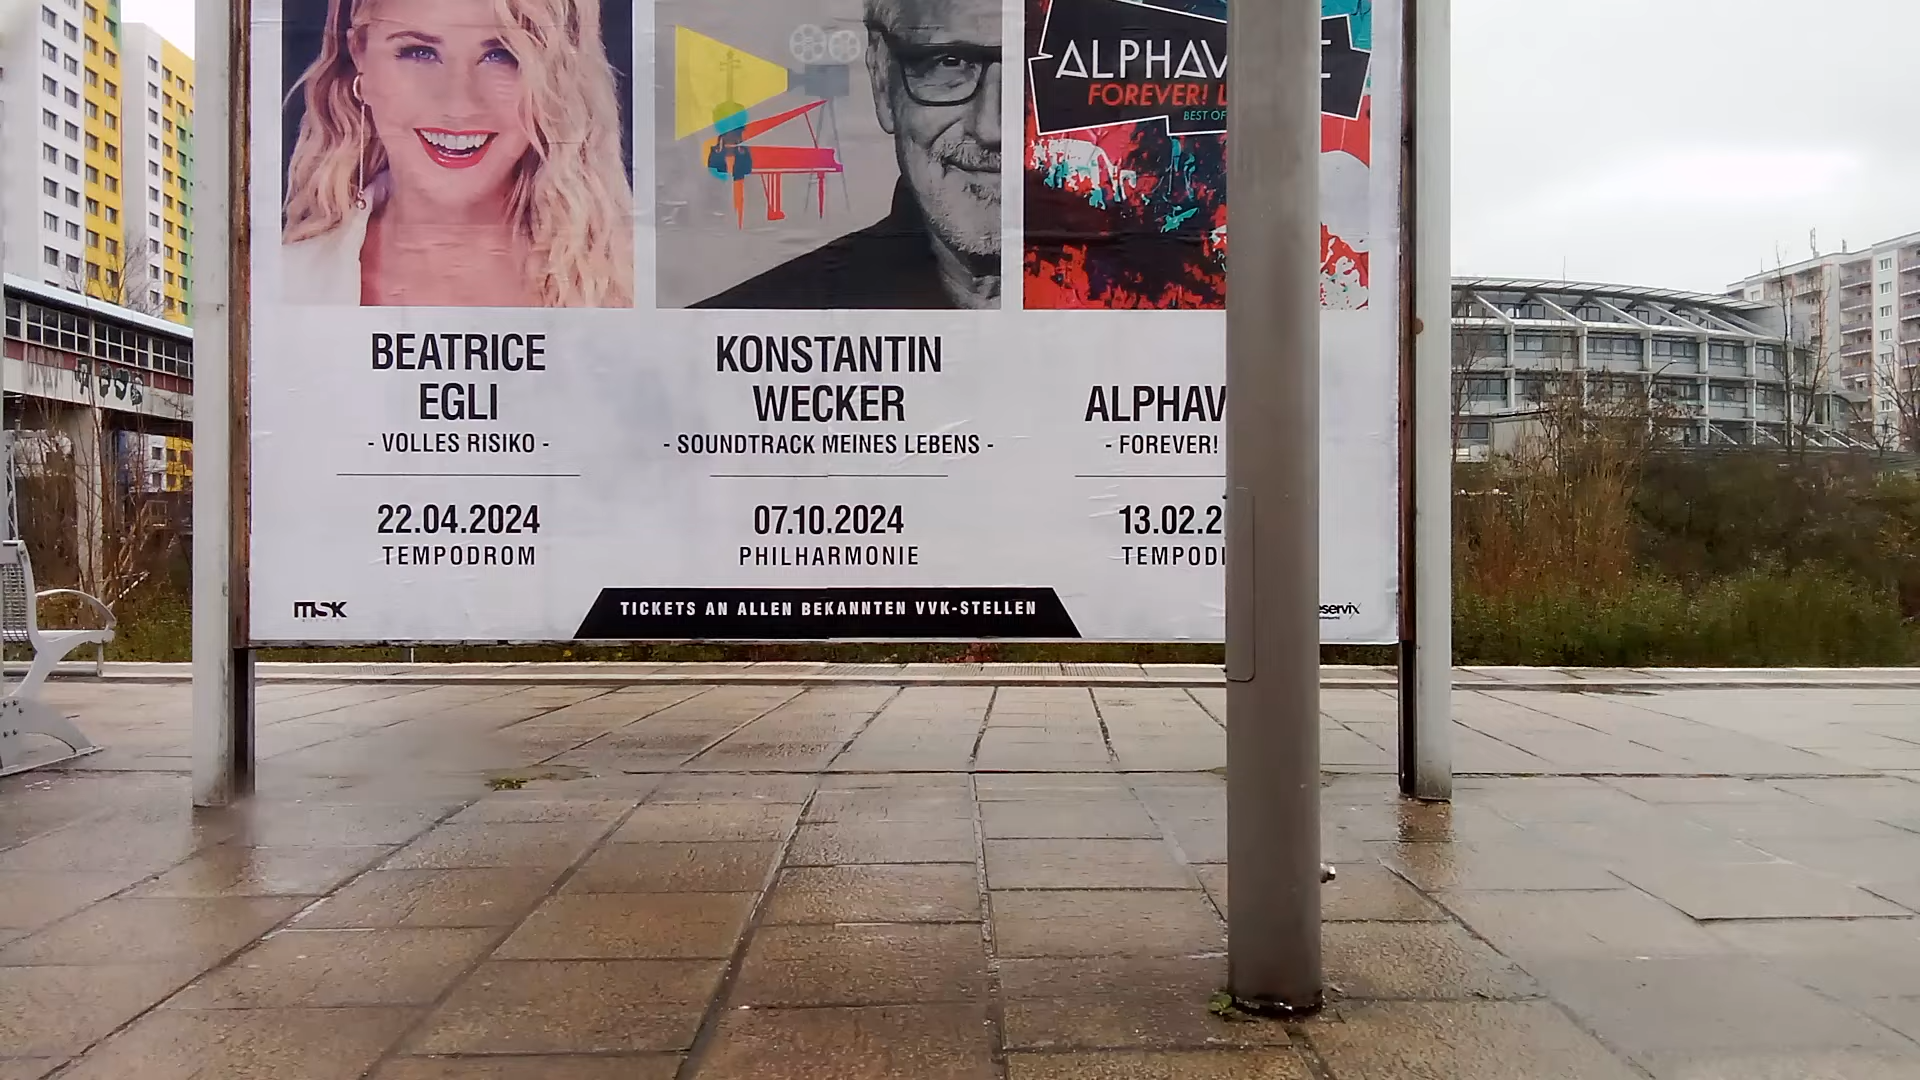 ALPHAV E
FOREVER! L
BEST OF
BEATRICE
EGLI
- VOLLES RISIKO -
22.04.2024
TEMPODROM
KONSTANTIN
WECKER
- SOUNDTRACK MEINES LEBENS -
07.10.2024
PHILHARMONIE
ALPHAV
- FOREVER!
13.02.2
TEMPOD
msk
TICKETS AN ALLEN BEKANNTEN VVK-STELLEN
eservix